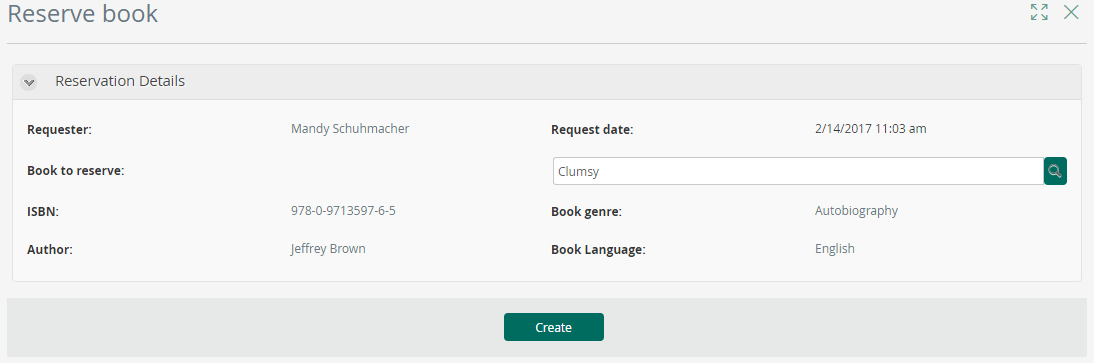 Reserve book
Reservation Details
Requester: Mandy Schuhmacher Request date: 2/14/2017 11:03 am
Book to reserve: Clumsy
ISBN: 978-0-9713597-6-5 Book genre: Autobiography
Author: Jeffrey Brown Book Language: English
Create